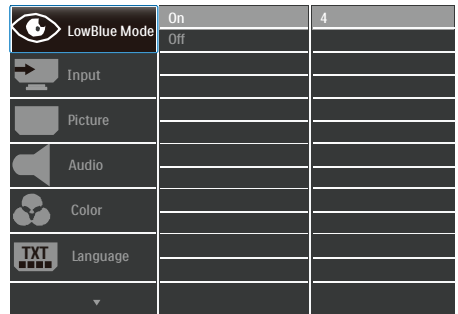 LowBlue Mode
On
4
Off
Input
Picture
Audio
Color
TXT
Language